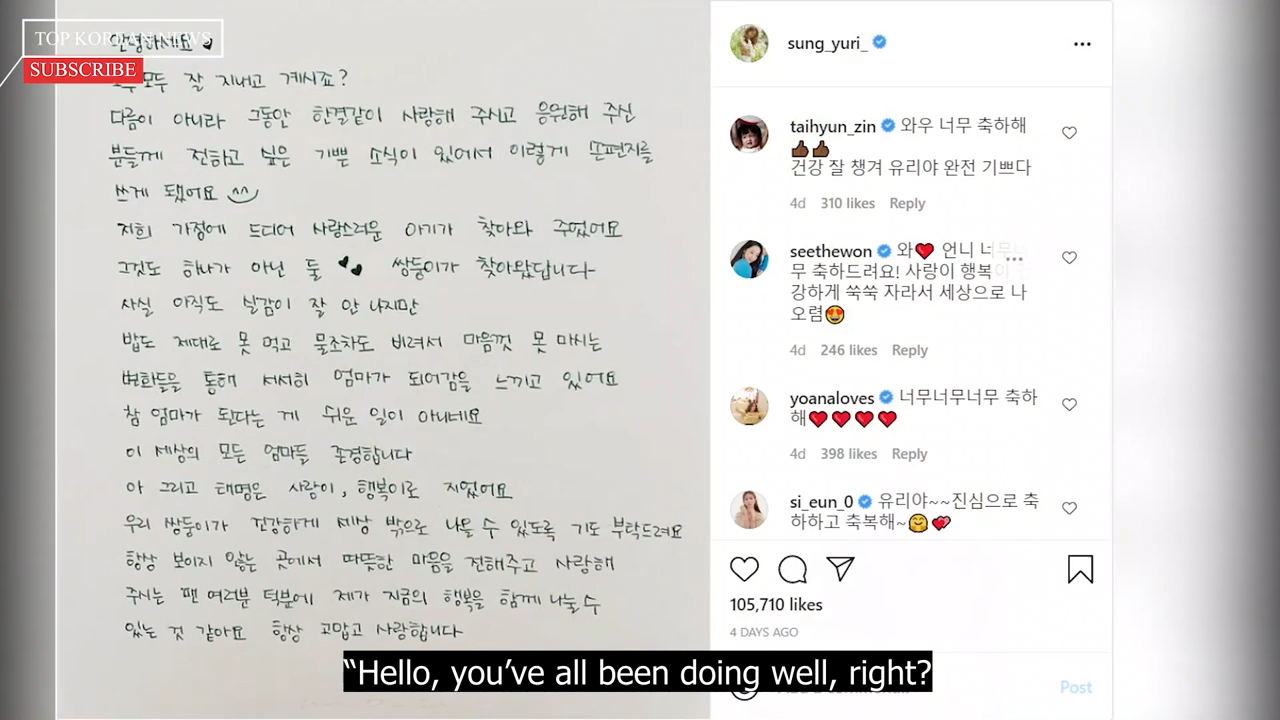 TOP KOREAN NEWS
SUBSCRIBE
안녕하세요
모두 잘 지내고 계시죠?
다름이 아니라 그동안 한결같이 사랑해 주시고 응원해 주신
분들께 전하고 싶은 기쁜 소식이 있어서 이렇게 손편지를
쓰게 됐어요
저희 가정에 드디어 사랑스러운 아기가 찾아와 주었어요
그것도 하나가 아닌 둘 쌍둥이가 찾아왔답니다~
사실 아직도 실감이 잘 안 나지만
밥도 제대로 못 먹고 물조차도 비려서 마음껏 못 마시는
변화들을 통해 서서히 엄마가 되어감을 느끼고 있어요
참 엄마가 된다는 게 쉬운 일이 아니네요
이 세상의 모든 엄마들 존경합니다
아 그리고 태명은 사랑이, 행복이로 지었어요
우리 쌍둥이가 건강하게 세상 밖으로 나올 수 있도록 기도 부탁드려요
항상 보이지 않는 곳에서 따뜻한 마음을 전해주고 사랑해
주시는 팬 여러분 덕분에 제가 지금의 행복을 함께 나눌 수
있는 것 같아요 항상 고맙고 사랑합니다
sung_yuri_
taihyun_zin 와우 너무 축하해
👍🏾👍🏾
건강 잘 챙겨 유리야 완전 기쁘다
4d 310 likes Reply
seethewon 와❤️ 언니 너무너
무 축하드려요! 사랑이 행복이
강하게 쑥쑥 자라서 세상으로 나
오렴😍
4d 246 likes Reply
yoanaloves 너무너무너무 축하
해❤️❤️❤️❤️
4d 398 likes Reply
si_eun_0 유리야~~진심으로 축
하하고 축복해~🤗💕
105,710 likes
4 DAYS AGO
Post
“Hello, you’ve all been doing well, right?